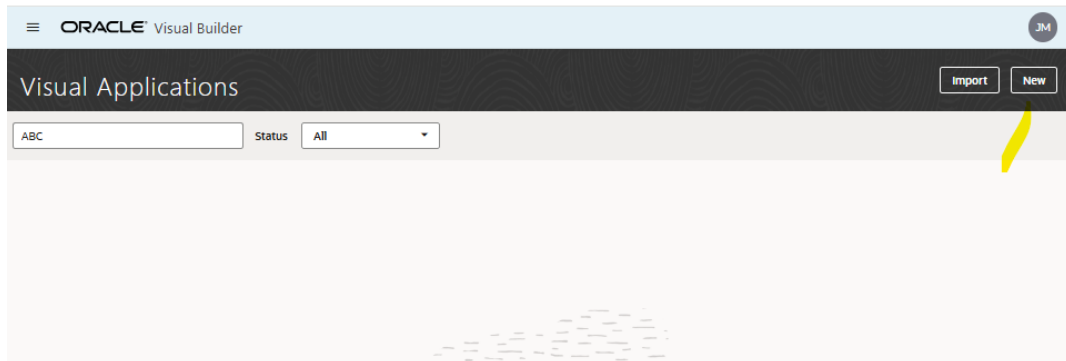 ORACLE Visual Builder
JM
Visual Applications
Import
New
ABC
Status
All